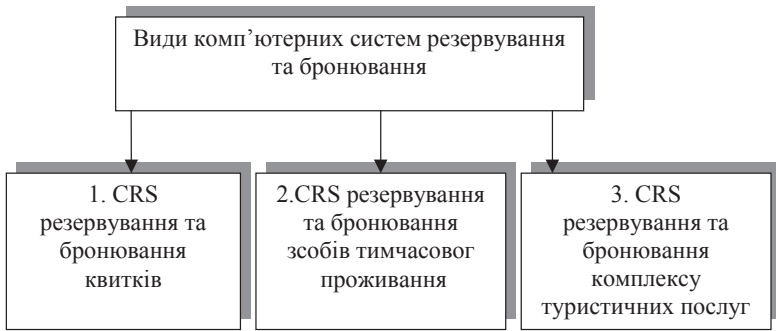 Види комп’ютерних систем резервування
та бронювання
1. CRS
резервування та
бронювання
квитків
2.CRS резервування
та бронювання
зсобів тимчасового
проживання
3. CRS
резервування та
бронювання
комплексу
туристичних послуг